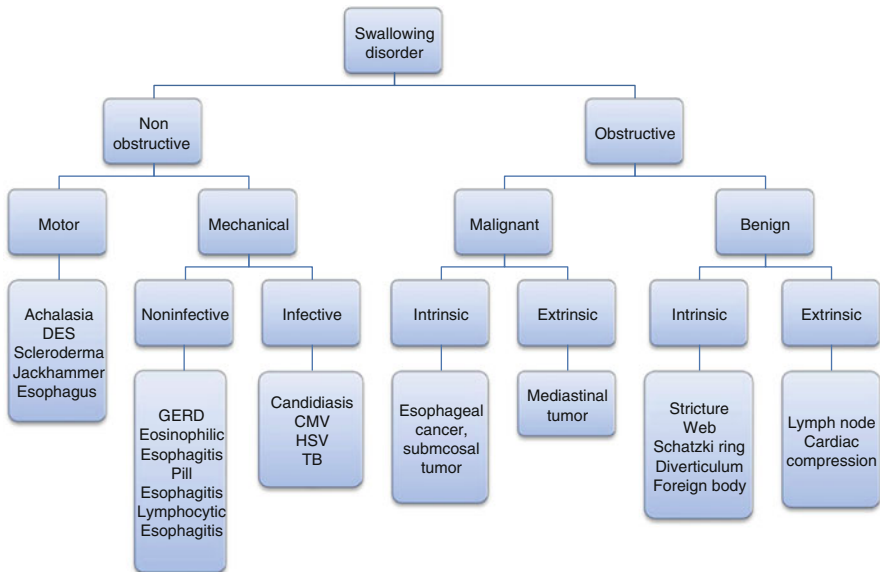 Swallowing
disorder
Non
obstructive
Obstructive
Motor
Mechanical
Malignant
Benign
Achalasia
DES
Scleroderma
Jackhammer
Esophagus
Noninfective
Infective
Intrinsic
Extrinsic
Intrinsic
Extrinsic
GERD
Eosinophilic
Esophagitis
Pill
Esophagitis
Lymphocytic
Esophagitis
Candidiasis
CMV
HSV
TB
Esophageal
cancer,
submcosal
tumor
Mediastinal
tumor
Stricture
Web
Schatzki ring
Diverticulum
Foreign body
Lymph node
Cardiac
compression